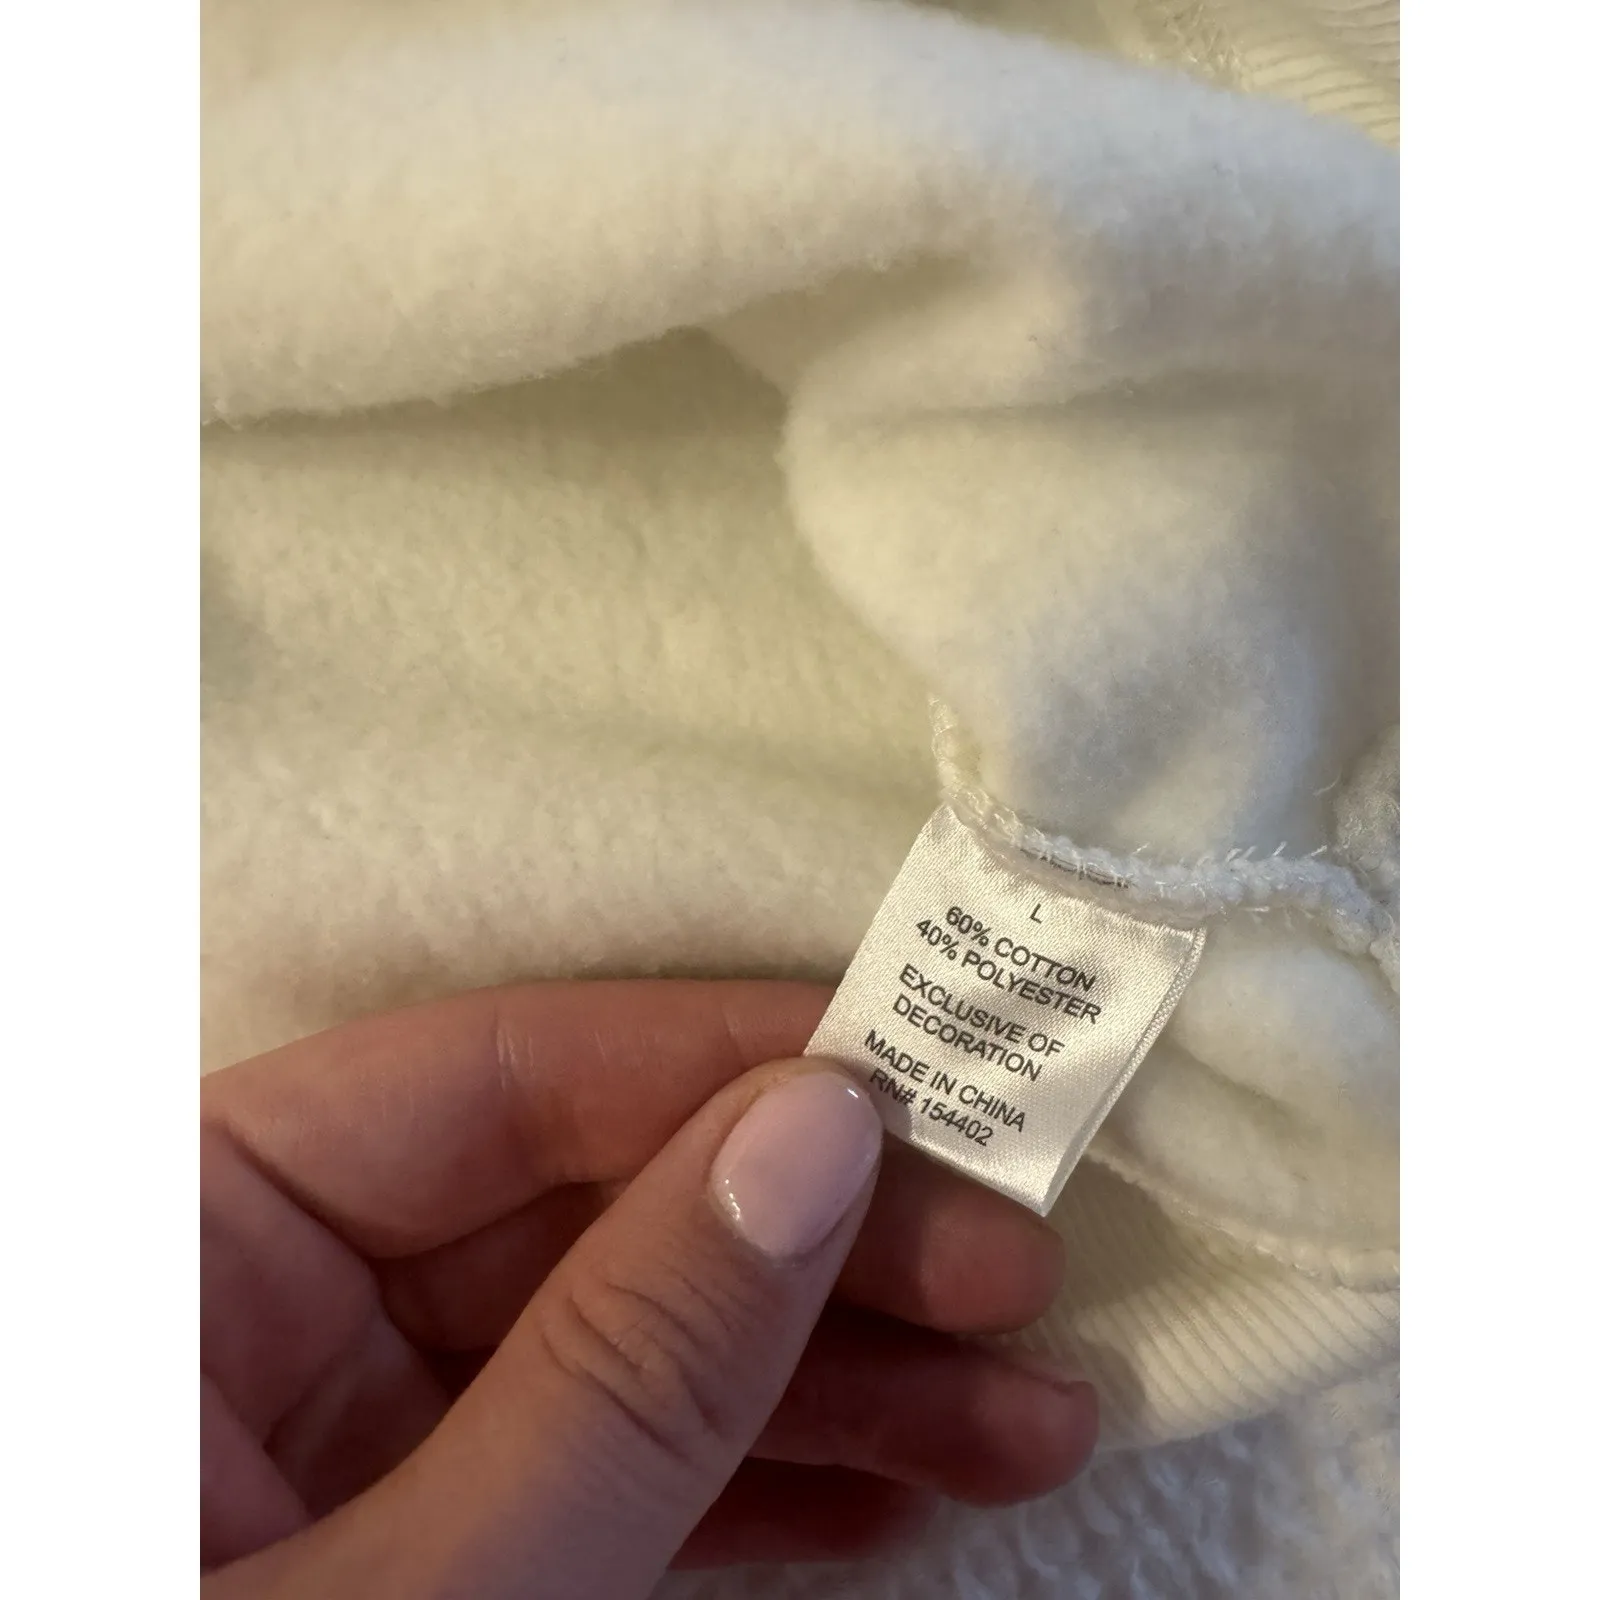 L
60% COTTON
40% POLYESTER
EXCLUSIVE OF
DECORATION
MADE IN CHINA
RN# 154402